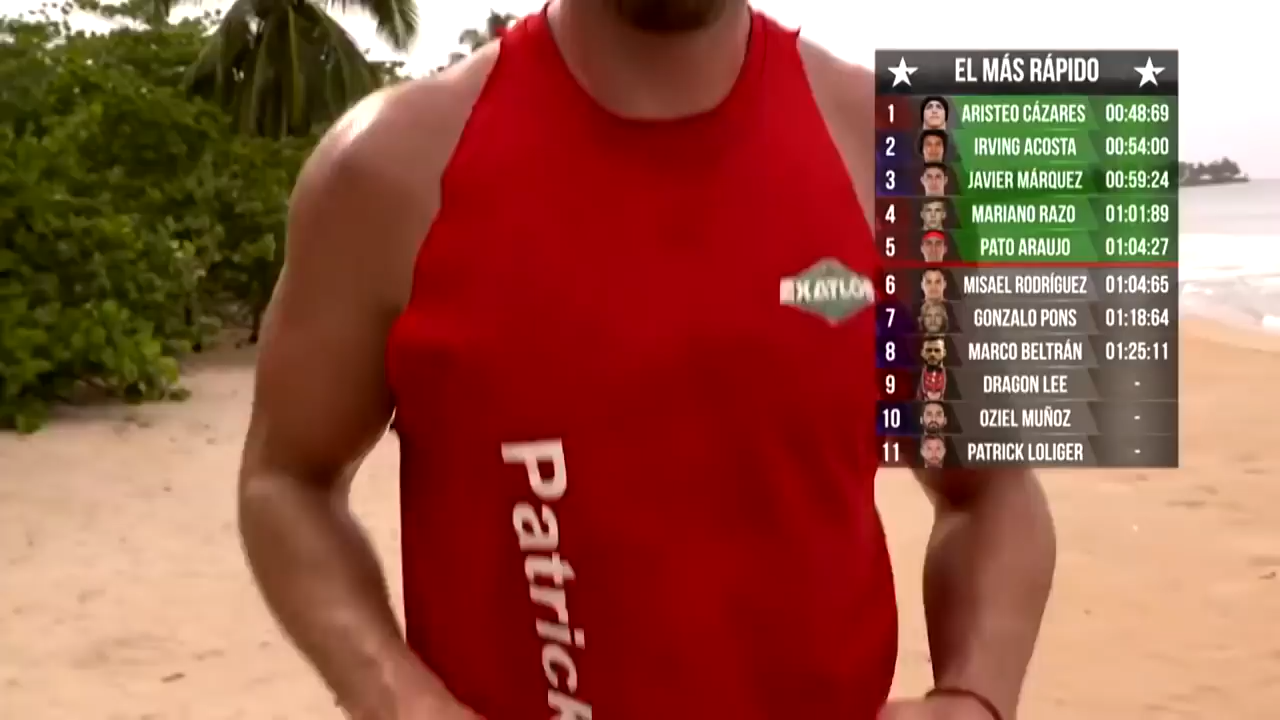 EL MÁS RÁPIDO
1 ARISTEO CÁZARES 00:48:69
2 IRVING ACOSTA 00:54:00
3 JAVIER MÁRQUEZ 00:59:24
4 MARIANO RAZO 01:01:89
5 PATO ARAUJO 01:04:27
6 MISAEL RODRÍGUEZ 01:04:65
7 GONZALO PONS 01:18:64
8 MARCO BELTRÁN 01:25:11
9 DRAGON LEE -
10 OZIEL MUÑOZ -
11 PATRICK LOLIGER -
EXATLON
Patrick